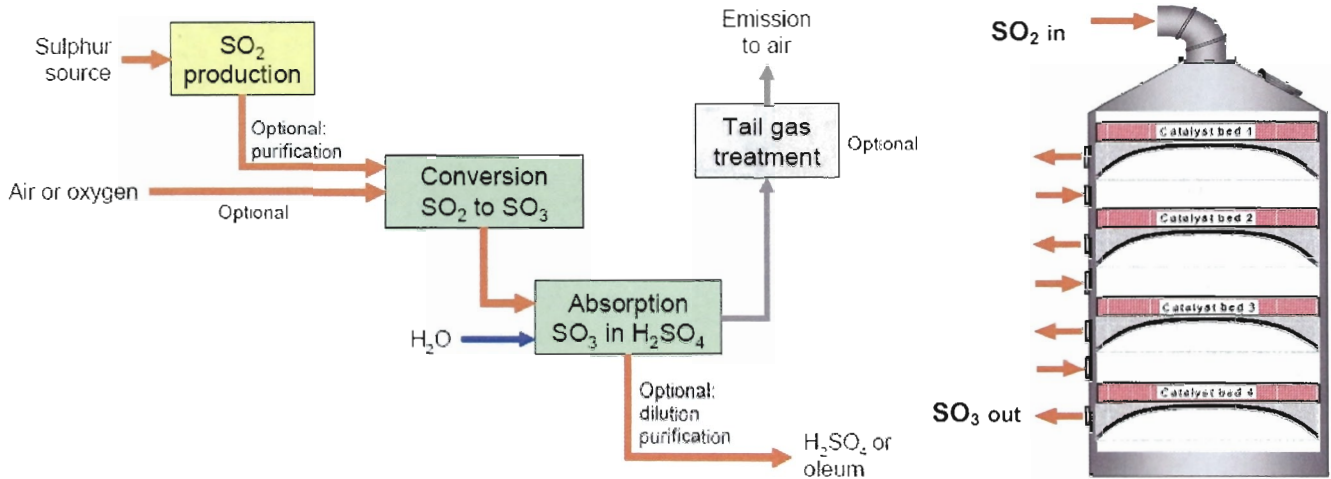 Sulphur
source
SO₂
production
Optional:
purification
Air or oxygen
Optional
Conversion
SO₂ to SO₃
H₂O
Absorption
SO₃ in H₂SO₄
Optional:
dilution
purification
H₂SO₄ or
oleum
Emission
to air
Tail gas
treatment
Optional
SO₂ in
Catalyst bed 1
Catalyst bed 2
Catalyst bed 3
Catalyst bed 4
SO₃ out